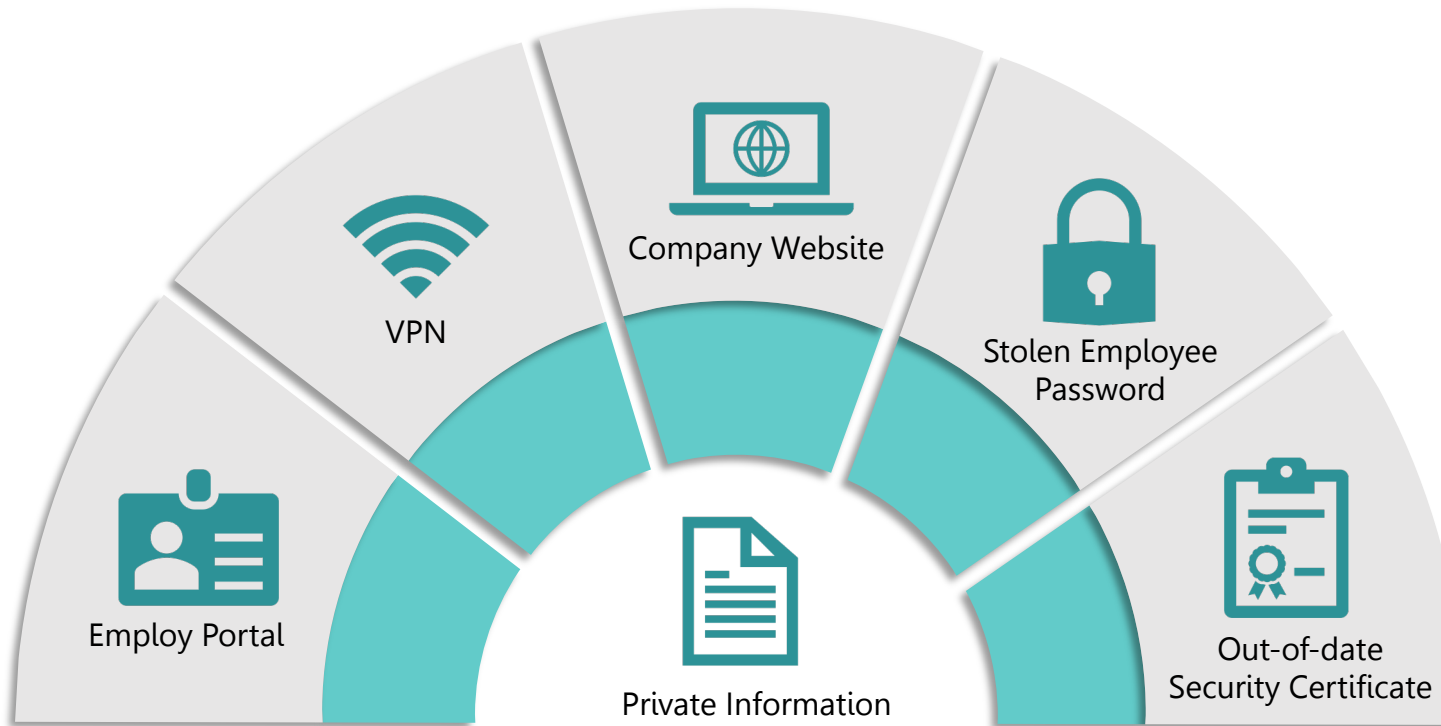 Employ Portal
VPN
Company Website
Stolen Employee
Password
Out-of-date
Security Certificate
Private Information